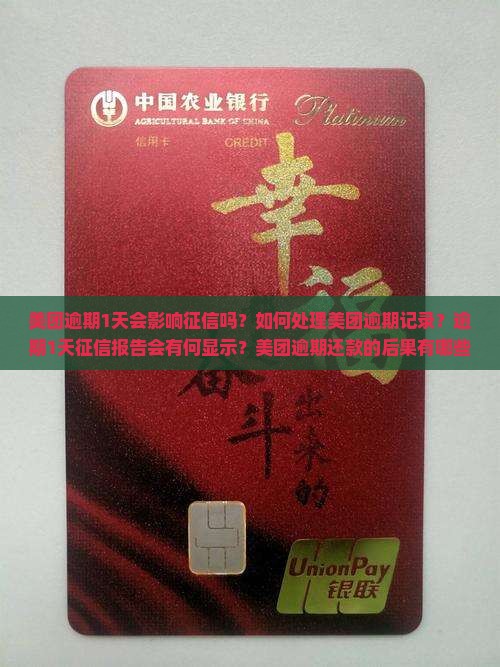 中国农业银行
Platinum
AGRICULTURAL BANK OF CHINA
信用卡
CREDIT
幸福
美团逾期1天会影响征信吗？如何处理美团逾期记录？逾
期1天征信报告会有何显示？美团逾期还款的后果有哪些
奋斗
出来的
UnionPay
银联